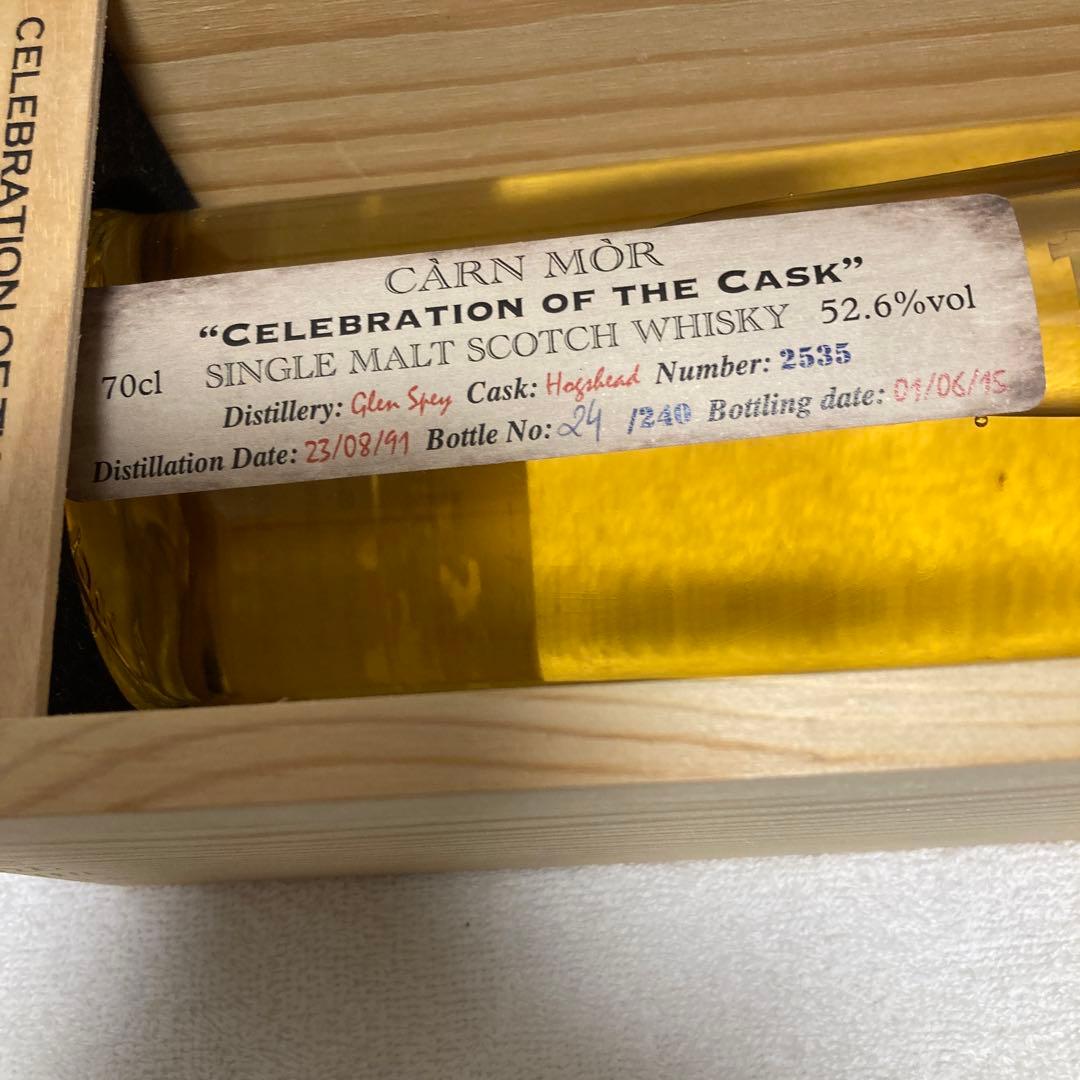 CELEBRATION OF
CÀRN MÒR
“CELEBRATION OF THE CASK”
70cl SINGLE MALT SCOTCH WHISKY 52.6%vol
Distillery: Glen Spey Cask: Hogshead Number: 2535
Distillation Date: 23/08/91 Bottle No: 24 /240 Bottling date: 01/06/15